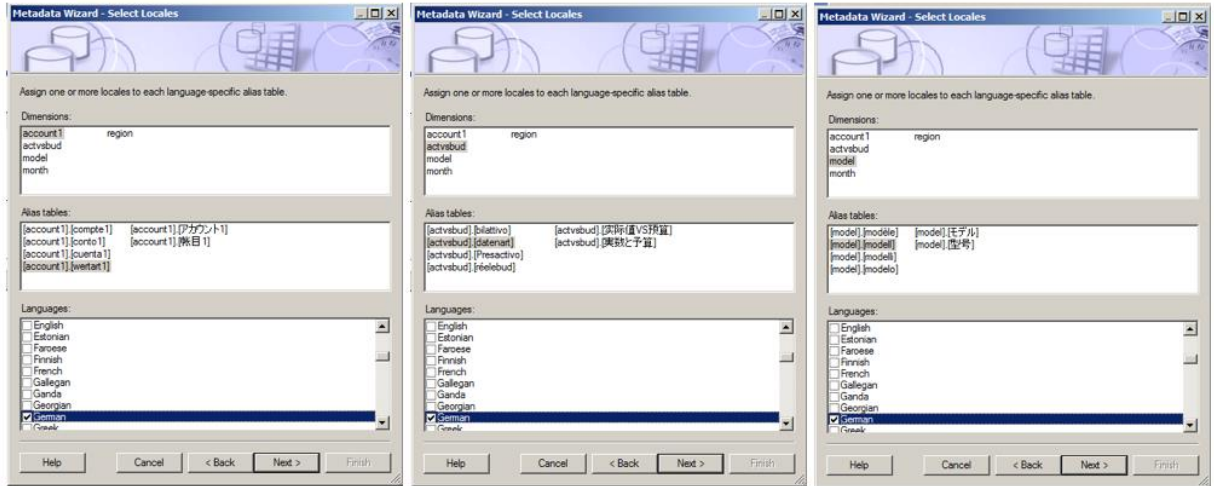 Metadata Wizard - Select Locales
Assign one or more locales to each language-specific alias table.
Dimensions:
account1 region
actvsbud
model
month
Alias tables:
[account1].[compte1] [account1].[アカウント1]
[account1].[conto1] [account1].[帐目1]
[account1].[cuenta1]
[account1].[wertart1]
Languages:
English
Estonian
Faroese
Finnish
French
Gallegan
Ganda
Georgian
German
Greek
Help Cancel < Back Next > Finish
Metadata Wizard - Select Locales
Assign one or more locales to each language-specific alias table.
Dimensions:
account1 region
actvsbud
model
month
Alias tables:
[actvsbud].[bilattivo] [actvsbud].[实际值VS预算]
[actvsbud].[datenart] [actvsbud].[実数と予算]
[actvsbud].[Presactivo]
[actvsbud].[réelebud]
Languages:
English
Estonian
Faroese
Finnish
French
Gallegan
Ganda
Georgian
German
Greek
Help Cancel < Back Next > Finish
Metadata Wizard - Select Locales
Assign one or more locales to each language-specific alias table.
Dimensions:
account1 region
actvsbud
model
month
Alias tables:
[model].[modèle] [model].[モデル]
[model].[modell] [model].[型号]
[model].[modelli]
[model].[modelo]
Languages:
English
Estonian
Faroese
Finnish
French
Gallegan
Ganda
Georgian
German
Greek
Help Cancel < Back Next > Finish